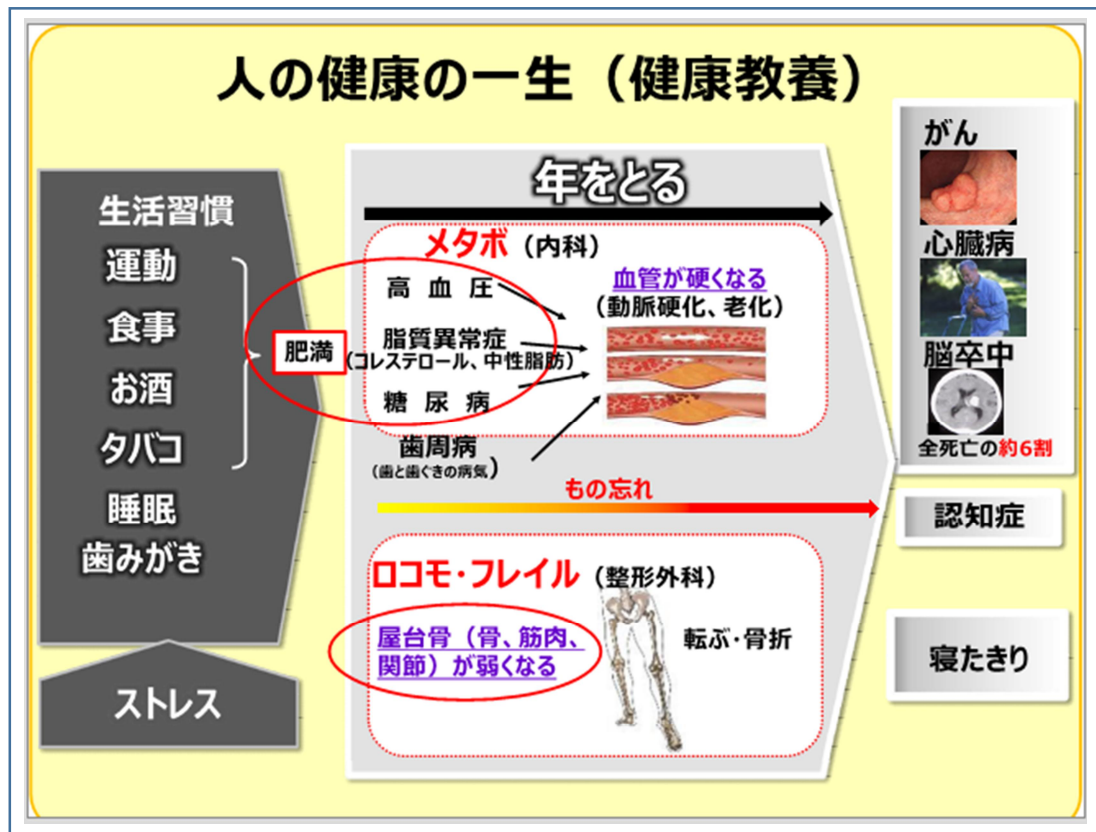 人の健康の一生（健康教養）
生活習慣
運動
食事
お酒
タバコ
睡眠
歯みがき
ストレス
肥満
年をとる
メタボ（内科）
高血圧
脂質異常症
（コレステロール、中性脂肪）
糖尿病
歯周病
（歯と歯ぐきの病気）
血管が硬くなる
（動脈硬化、老化）
もの忘れ
ロコモ・フレイル（整形外科）
屋台骨（骨、筋肉、
関節）が弱くなる
転ぶ・骨折
がん
心臓病
脳卒中
全死亡の約6割
認知症
寝たきり